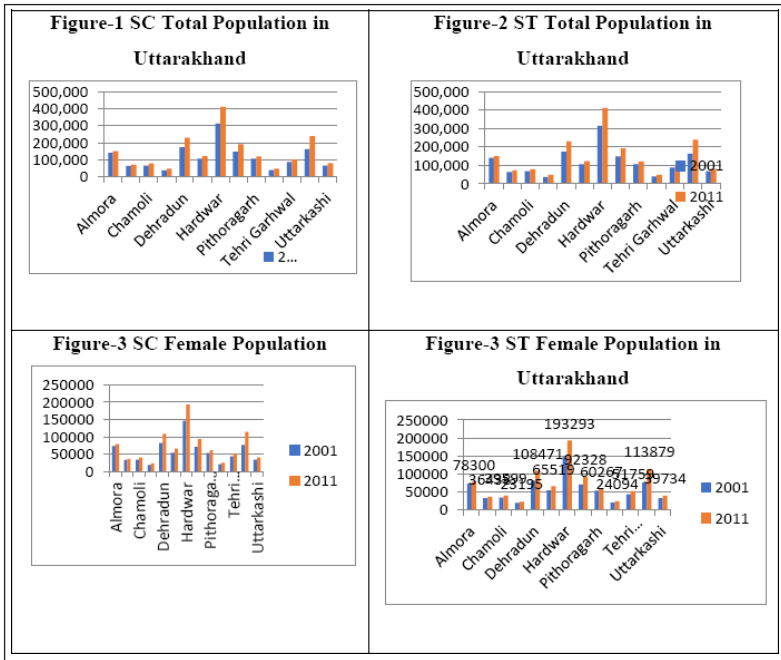 Figure-1 SC Total Population in
Uttarakhand
500,000
400,000
300,000
200,000
100,000
0
Almora
Chamoli
Dehradun
Hardwar
Pithoragarh
Tehri Garhwal
Uttarkashi
2...
Figure-2 ST Total Population in
Uttarakhand
500,000
400,000
300,000
200,000
100,000
0
Almora
Chamoli
Dehradun
Hardwar
Pithoragarh
Tehri Garhwal
Uttarkashi
2001
2011
Figure-3 SC Female Population
250000
200000
150000
100000
50000
0
Almora
Chamoli
Dehradun
Hardwar
Pithoraga...
Tehri...
Uttarkashi
2001
2011
Figure-3 ST Female Population in
Uttarakhand
250000
200000
150000
100000
50000
0
78300
23195
108471
65519
193293
92328
60267
24094
113879
39734
Almora
Chamoli
Dehradun
Hardwar
Pithoragarh
Tehri...
Uttarkashi
2001
2011